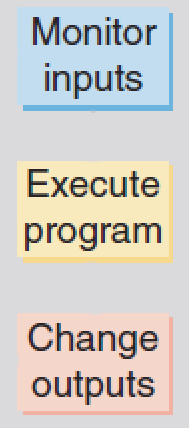 Monitor
inputs
Execute
program
Change
outputs